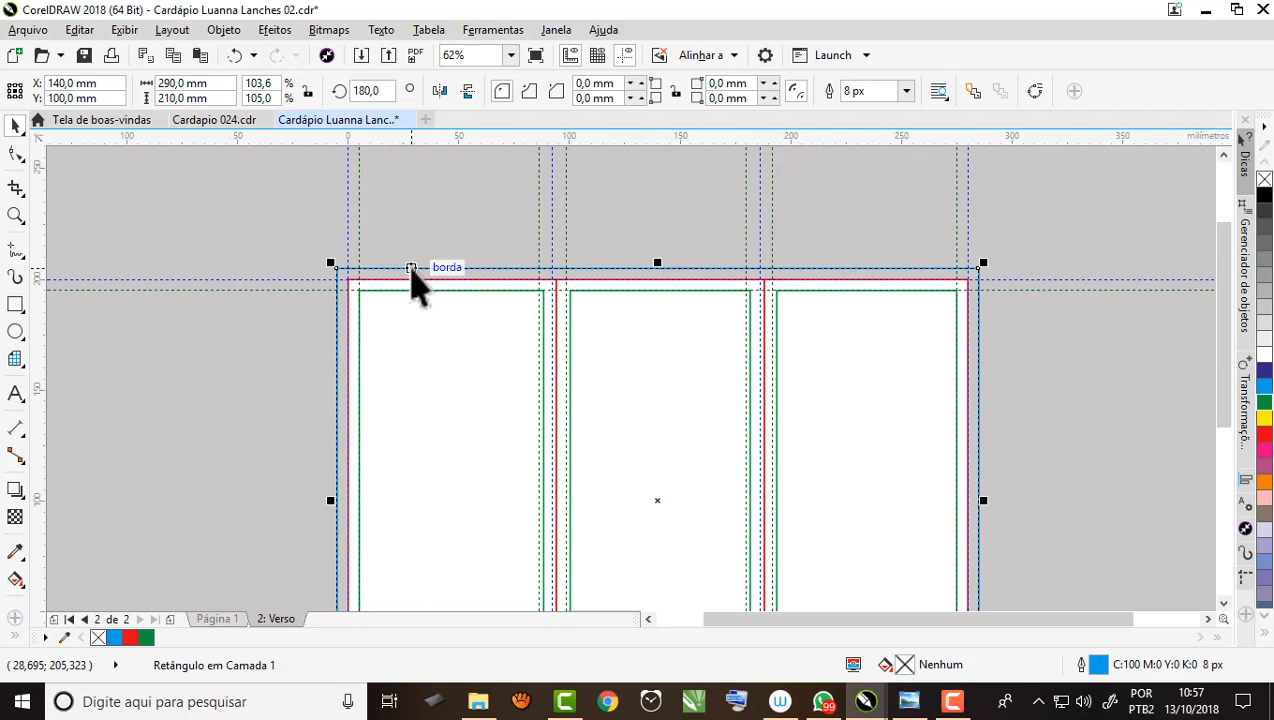 CorelDRAW 2018 (64 Bit) - Cardápio Luanna Lanches 02.cdr*
Arquivo Editar Exibir Layout Objeto Efeitos Bitmaps Texto Tabela Ferramentas Janela Ajuda
PDF 62% Alinhar a Launch
X: 140,0 mm 290,0 mm 103,6 % 180,0 0,0 mm 0,0 mm 8 px
Y: 100,0 mm 210,0 mm 105,0 % 0,0 mm 0,0 mm
Tela de boas-vindas Cardapio 024.cdr Cardápio Luanna Lanc..*
100 50 0 50 100 150 200 250 300 350 milímetros
250
200
150
100
borda
Dicas
Gerenciador de objetos
Transformaçõ...
2 de 2 Página 1 2: Verso
(28,695; 205,323) Retângulo em Camada 1 Nenhum C:100 M:0 Y:0 K:0 8 px
Digite aqui para pesquisar 99 POR 10:57
PTB2 13/10/2018